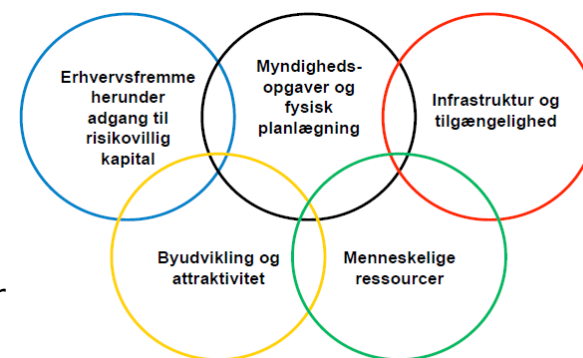 Erhvervsfremme
herunder
adgang til
risikovillig
kapital
Myndigheds-
opgaver og
fysisk
planlægning
Infrastruktur og
tilgængelighed
Byudvikling og
attraktivitet
Menneskelige
ressourcer
r